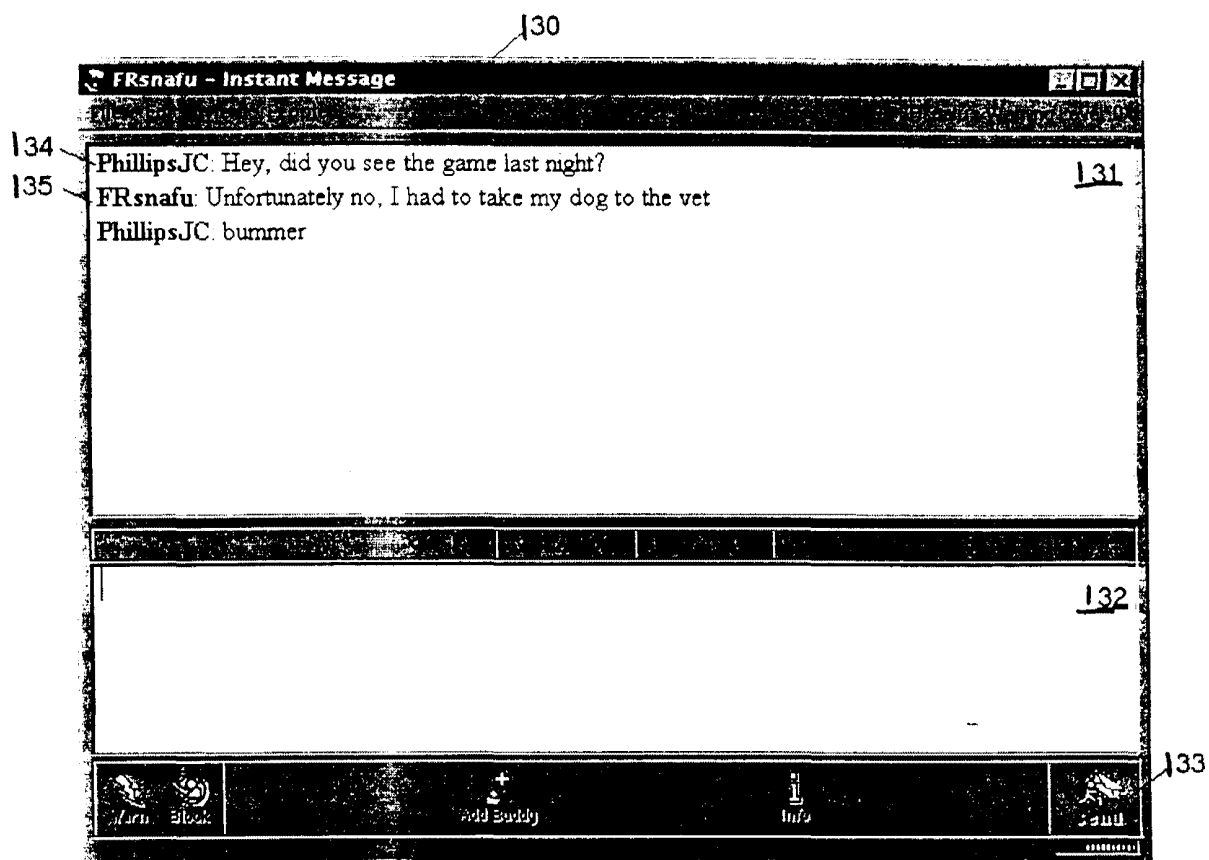 130
FRsnafu - Instant Message
134
PhillipsJC: Hey, did you see the game last night?
131
135
FRsnafu: Unfortunately no, I had to take my dog to the vet
PhillipsJC: bummer
132
133
Warn Block Add Buddy Info Send